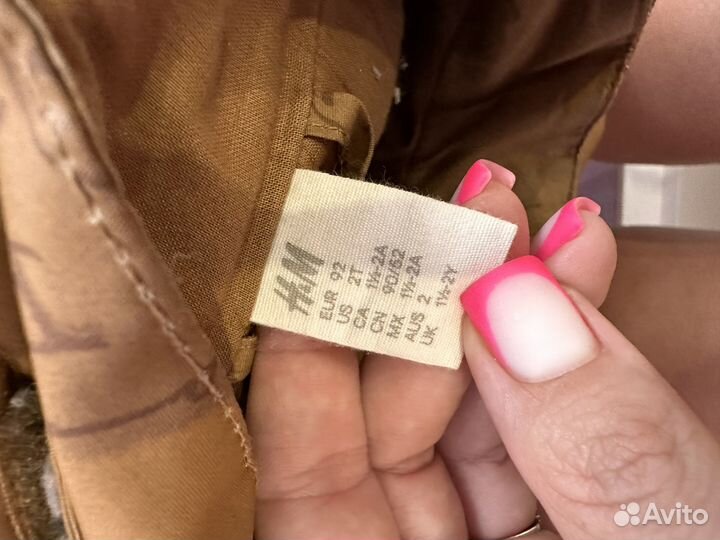 H&M
EUR 92
US 2T
CA 1½-2A
CN 90/52
MX 1½-2A
AUS 2
UK 1½-2Y
Avito